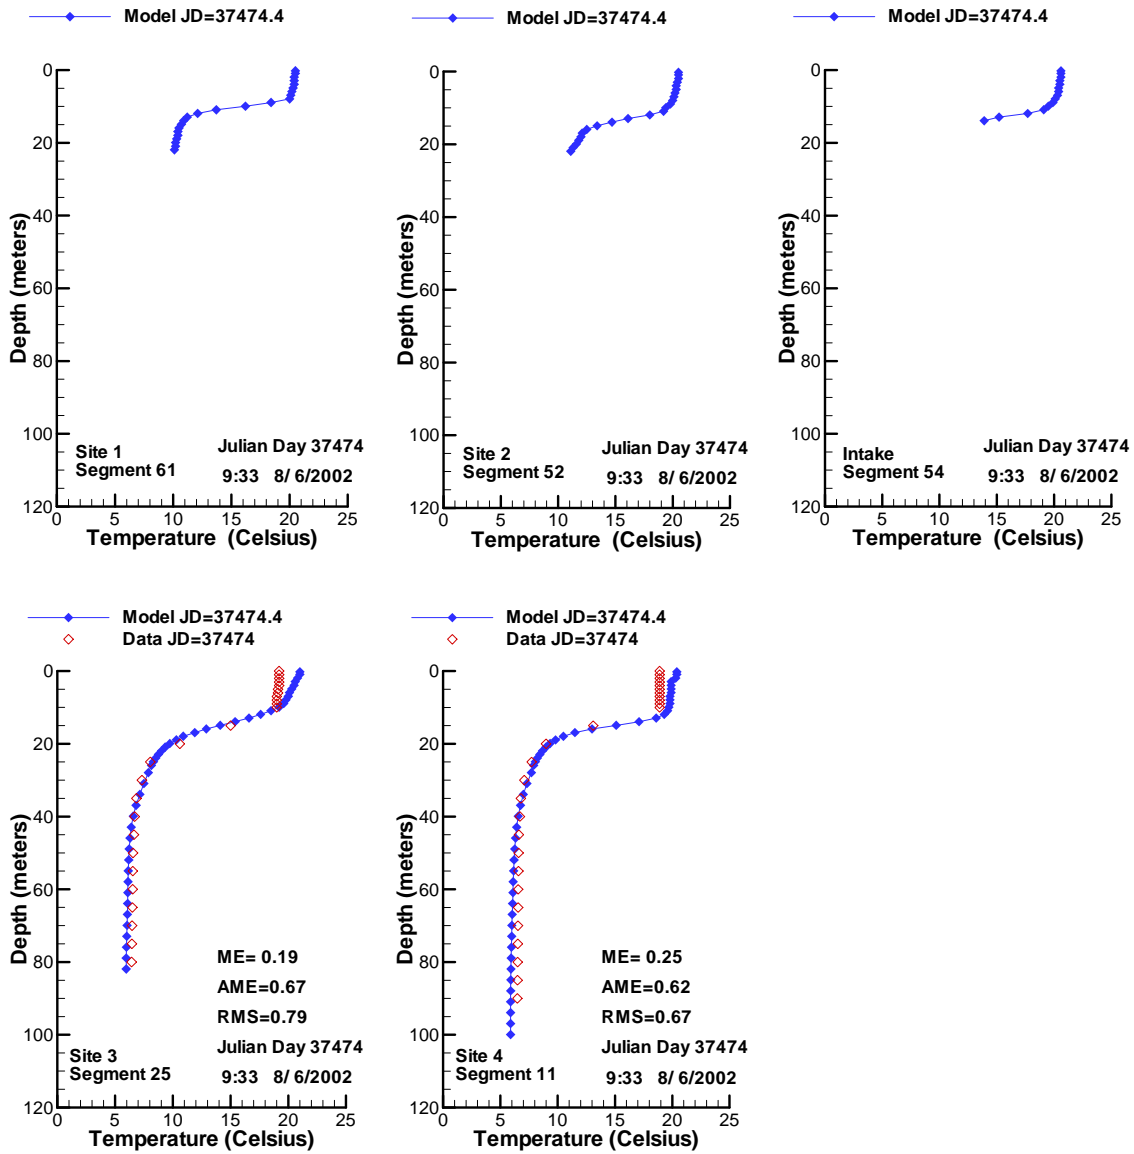 Model JD=37474.4
0
20
40
60
80
100
120
Depth (meters)
Site 1
Segment 61
Julian Day 37474
9:33 8/ 6/2002
0 5 10 15 20 25
Temperature (Celsius)
Model JD=37474.4
0
20
40
60
80
100
120
Depth (meters)
Site 2
Segment 52
Julian Day 37474
9:33 8/ 6/2002
0 5 10 15 20 25
Temperature (Celsius)
Model JD=37474.4
0
20
40
60
80
100
120
Depth (meters)
Intake
Segment 54
Julian Day 37474
9:33 8/ 6/2002
0 5 10 15 20 25
Temperature (Celsius)
Model JD=37474.4
Data JD=37474
0
20
40
60
80
100
120
Depth (meters)
ME= 0.19
AME=0.67
RMS=0.79
Site 3
Segment 25
Julian Day 37474
9:33 8/ 6/2002
0 5 10 15 20 25
Temperature (Celsius)
Model JD=37474.4
Data JD=37474
0
20
40
60
80
100
120
Depth (meters)
ME= 0.25
AME=0.62
RMS=0.67
Site 4
Segment 11
Julian Day 37474
9:33 8/ 6/2002
0 5 10 15 20 25
Temperature (Celsius)